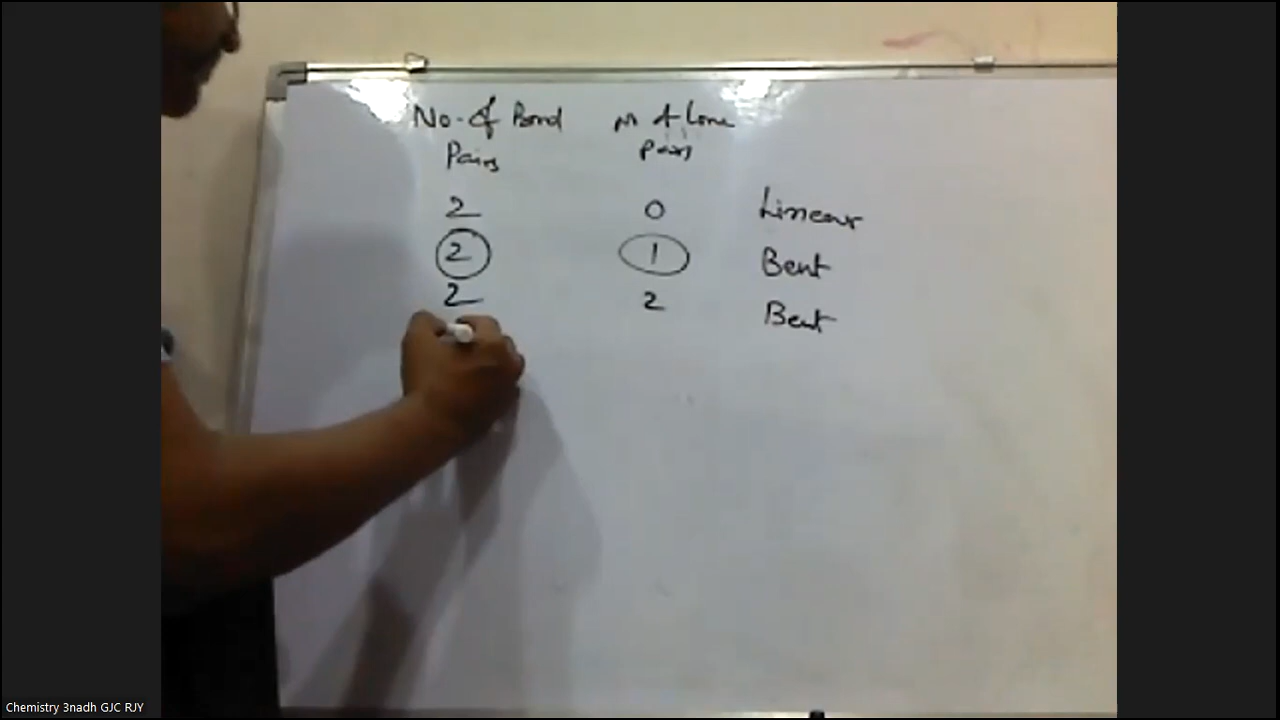 No. of Bond Pairs
No of Lone Pairs
2 0 Linear
2 1 Bent
2 2 Bent
Chemistry 3nadh GJC RJY